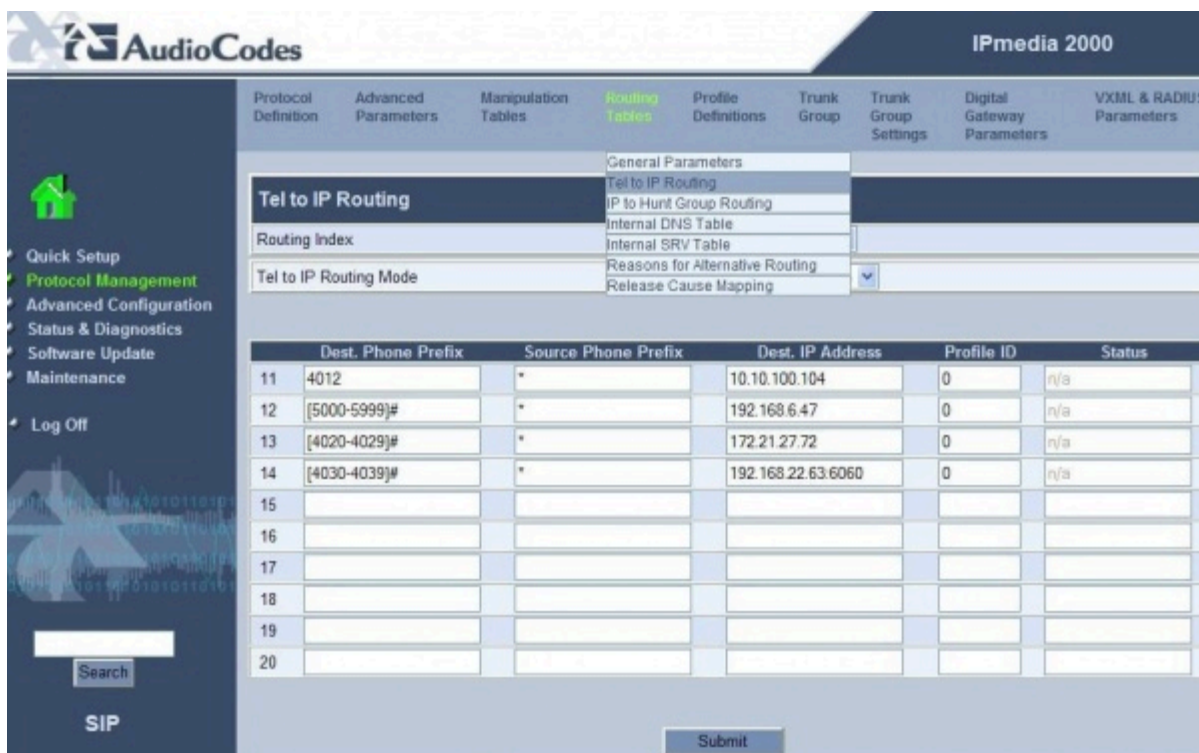 AudioCodes
IPmedia 2000
Protocol Definition
Advanced Parameters
Manipulation Tables
Routing Tables
Profile Definitions
Trunk Group
Trunk Group Settings
Digital Gateway Parameters
VXML & RADIUS Parameters
General Parameters
Tel to IP Routing
IP to Hunt Group Routing
Internal DNS Table
Internal SRV Table
Reasons for Alternative Routing
Release Cause Mapping
Quick Setup
Protocol Management
Advanced Configuration
Status & Diagnostics
Software Update
Maintenance
Log Off
Search
SIP
Tel to IP Routing
Routing Index
Tel to IP Routing Mode
Dest. Phone Prefix Source Phone Prefix Dest. IP Address Profile ID Status
11 4012 * 10.10.100.104 0 n/a
12 [5000-5999]# * 192.168.6.47 0 n/a
13 [4020-4029]# * 172.21.27.72 0 n/a
14 [4030-4039]# * 192.168.22.63:6060 0 n/a
15
16
17
18
19
20
Submit